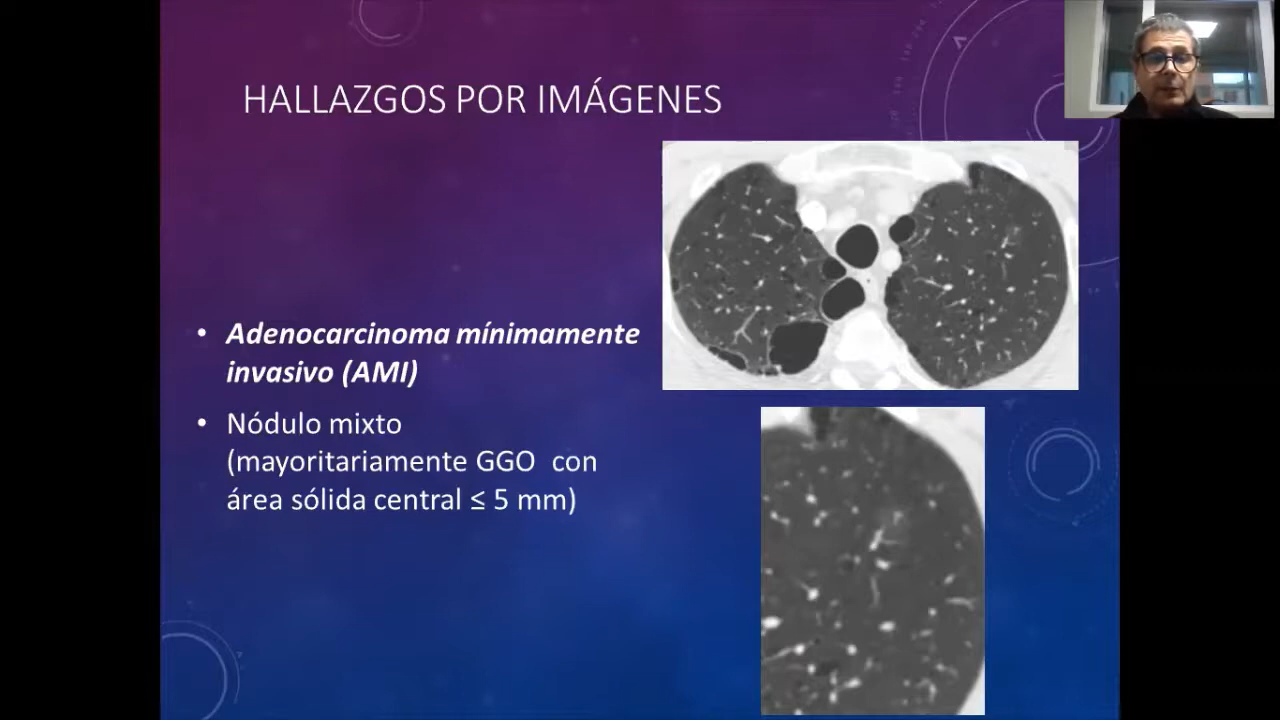 HALLAZGOS POR IMÁGENES
• Adenocarcinoma mínimamente
invasivo (AMI)
• Nódulo mixto
(mayoritariamente GGO con
área sólida central ≤ 5 mm)